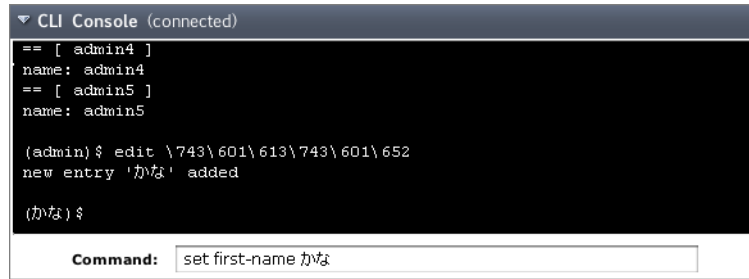 CLI Console (connected)
== [ admin4 ]
name: admin4
== [ admin5 ]
name: admin5
(admin)$ edit \743\601\613\743\601\652
new entry 'かな' added
(かな)$
Command: set first-name かな